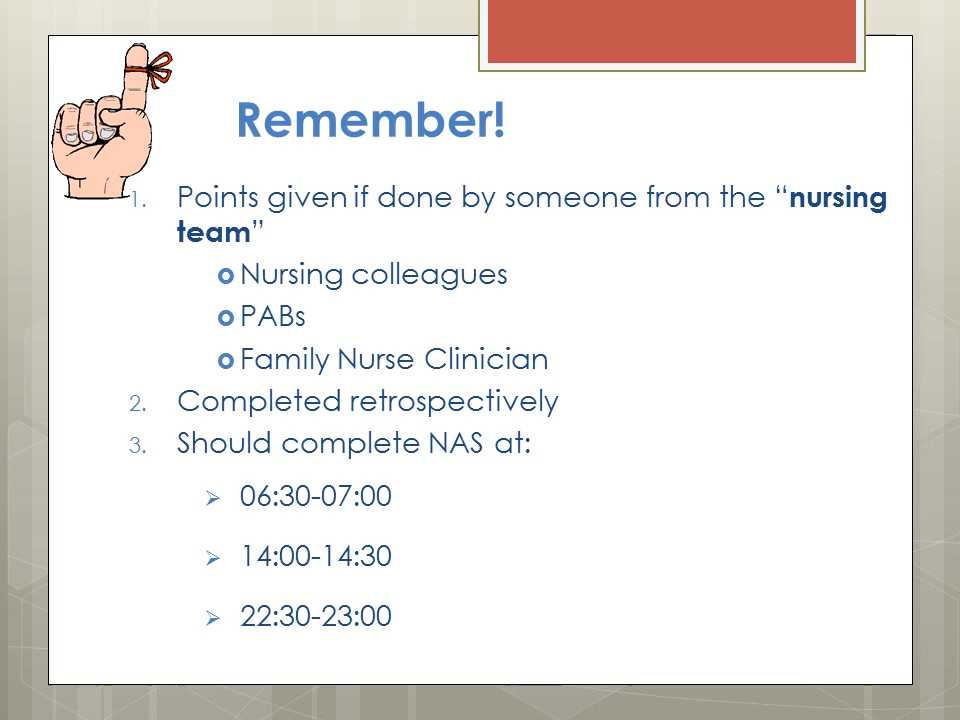 Remember!
1. Points given if done by someone from the “nursing
team”
Nursing colleagues
PABs
Family Nurse Clinician
2. Completed retrospectively
3. Should complete NAS at:
06:30-07:00
14:00-14:30
22:30-23:00